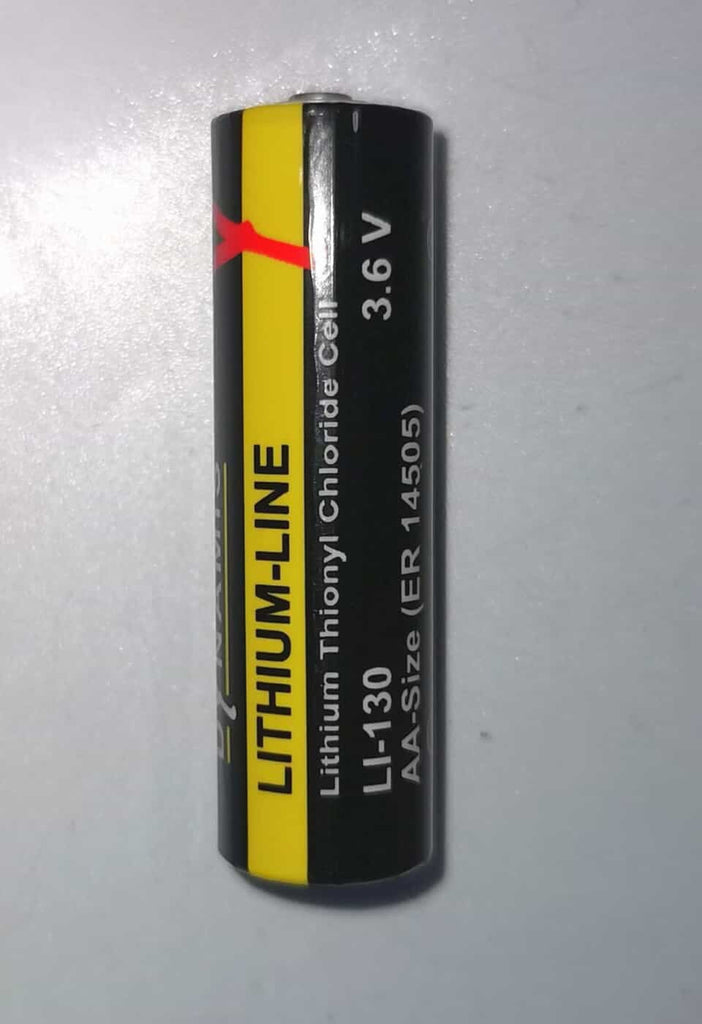 LITHIUM-LINE
Lithium Thionyl Chloride Cell
LI-130 3.6 V
AA-Size (ER 14505)